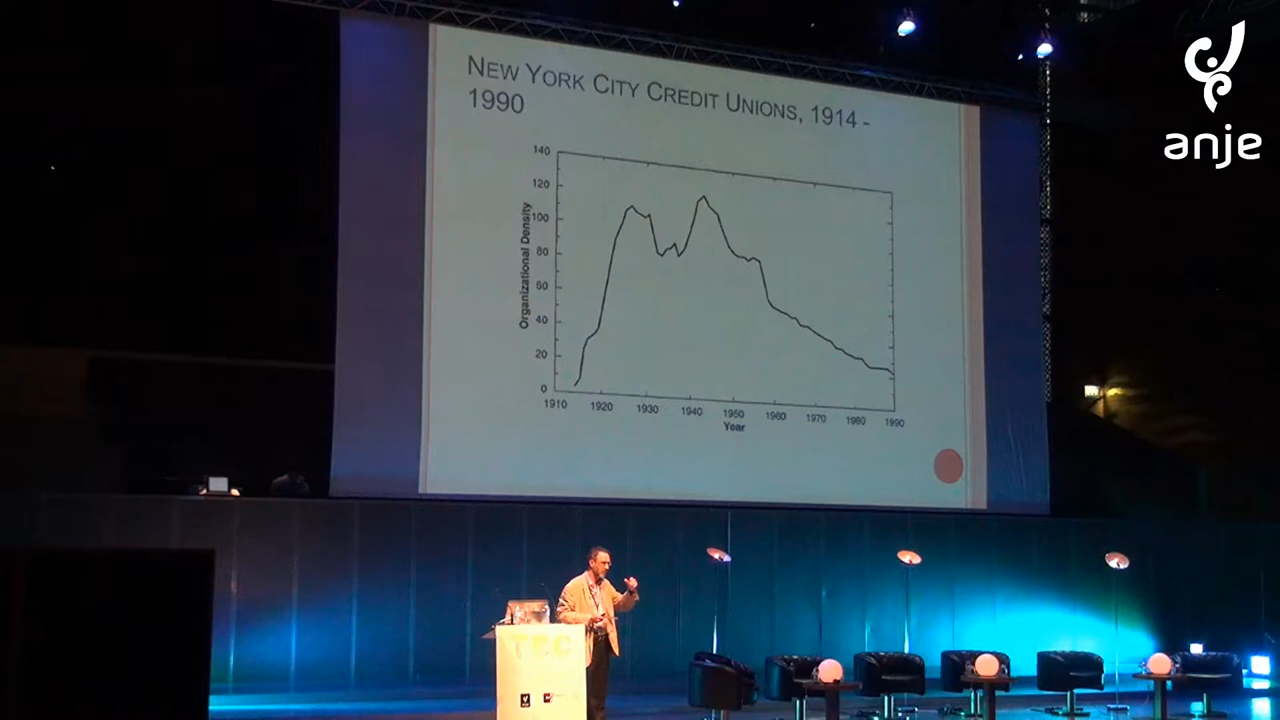 NEW YORK CITY CREDIT UNIONS, 1914 -
1990
140
120
100
80
60
40
20
0
Organizational Density
1910 1920 1930 1940 1950 1960 1970 1980 1990
Year
anje
TEC